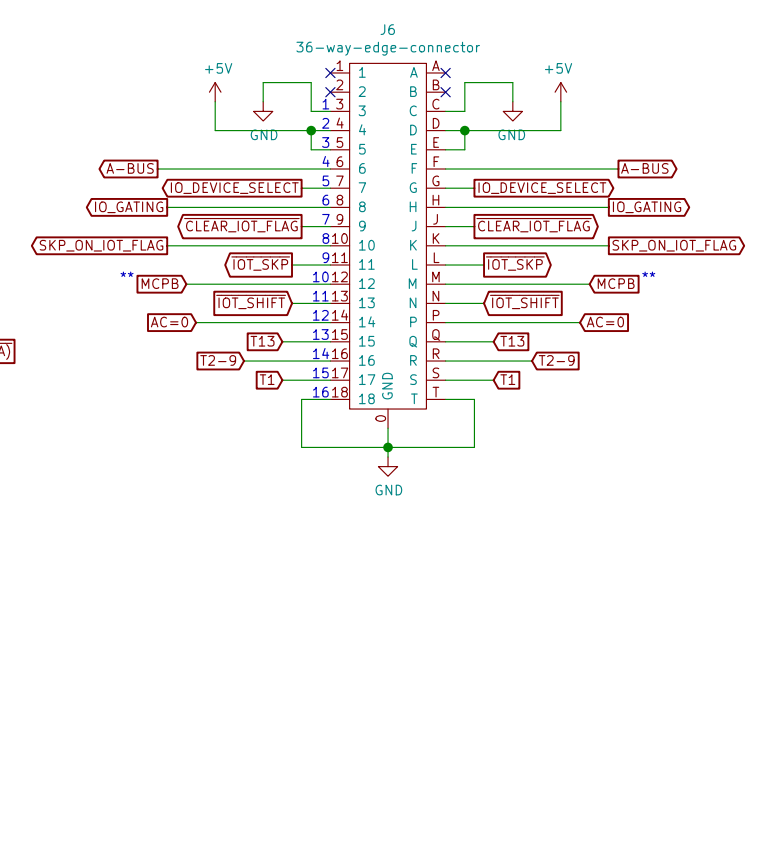 J6
36-way-edge-connector
+5V +5V
1 1 A A
2 2 B B
1 3 3 C C
GND GND
2 4 4 D D
3 5 5 E E
A-BUS 4 6 6 F F A-BUS
IO_DEVICE_SELECT 5 7 7 G G IO_DEVICE_SELECT
IO_GATING 6 8 8 H H IO_GATING
CLEAR_IOT_FLAG 7 9 9 J J CLEAR_IOT_FLAG
SKP_ON_IOT_FLAG 8 10 10 K K SKP_ON_IOT_FLAG
IOT_SKP 9 11 11 L L IOT_SKP
** MCPB 10 12 12 M M MCPB **
IOT_SHIFT 11 13 13 N N IOT_SHIFT
AC=0 12 14 14 P P AC=0
A) T13 13 15 15 Q Q T13
T2-9 14 16 16 R R T2-9
T1 15 17 17 GND S S T1
16 18 18 T T
0
GND